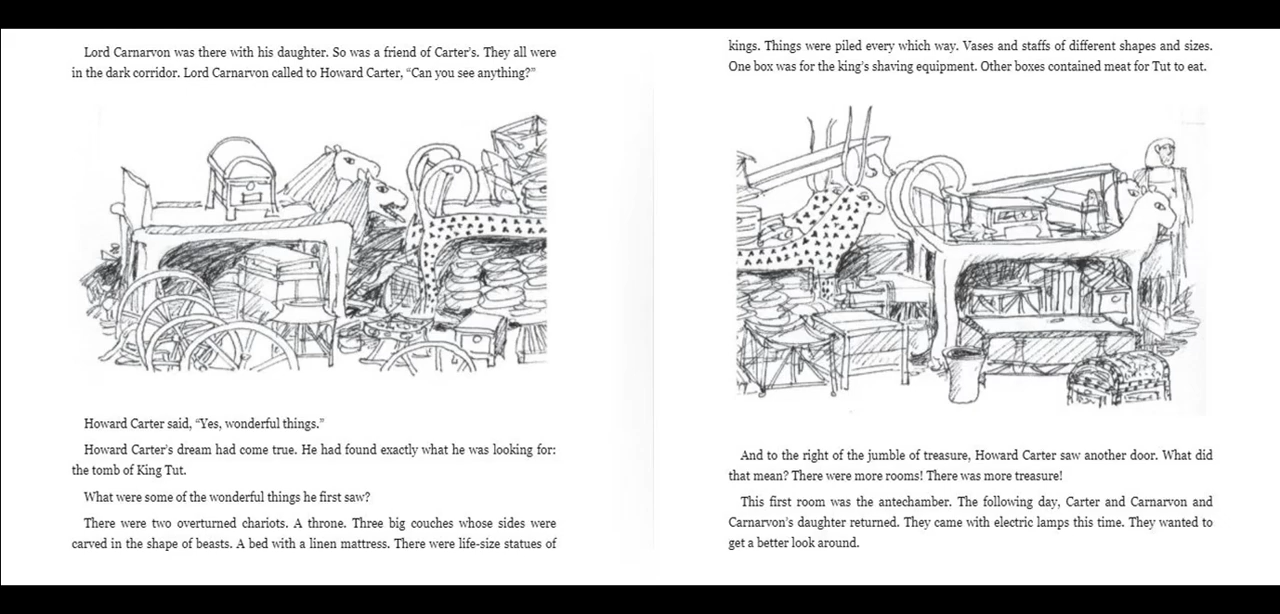 Lord Carnarvon was there with his daughter. So was a friend of Carter's. They all were
in the dark corridor. Lord Carnarvon called to Howard Carter, “Can you see anything?”
Howard Carter said, “Yes, wonderful things.”
Howard Carter's dream had come true. He had found exactly what he was looking for:
the tomb of King Tut.
What were some of the wonderful things he first saw?
There were two overturned chariots. A throne. Three big couches whose sides were
carved in the shape of beasts. A bed with a linen mattress. There were life-size statues of
kings. Things were piled every which way. Vases and staffs of different shapes and sizes.
One box was for the king's shaving equipment. Other boxes contained meat for Tut to eat.
And to the right of the jumble of treasure, Howard Carter saw another door. What did
that mean? There were more rooms! There was more treasure!
This first room was the antechamber. The following day, Carter and Carnarvon and
Carnarvon's daughter returned. They came with electric lamps this time. They wanted to
get a better look around.